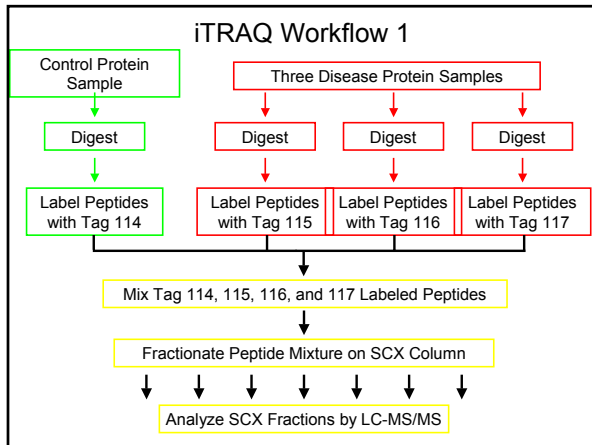 iTRAQ Workflow 1
Control Protein
Sample
Three Disease Protein Samples
Digest
Digest
Digest
Digest
Label Peptides
with Tag 114
Label Peptides
with Tag 115
Label Peptides
with Tag 116
Label Peptides
with Tag 117
Mix Tag 114, 115, 116, and 117 Labeled Peptides
Fractionate Peptide Mixture on SCX Column
Analyze SCX Fractions by LC-MS/MS